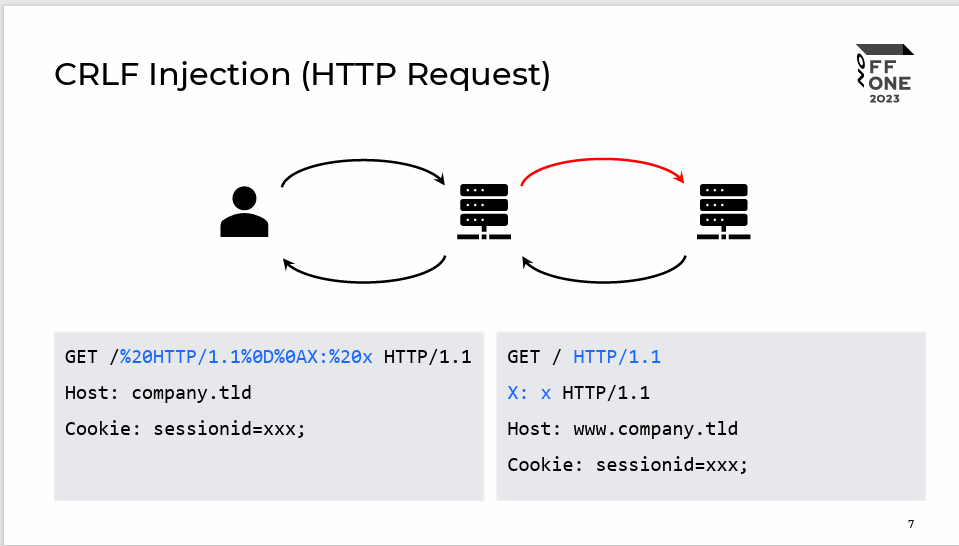 CRLF Injection (HTTP Request)
FF
ONE
2023
GET /%20HTTP/1.1%0D%0AX:%20x HTTP/1.1
Host: company.tld
Cookie: sessionid=xxx;
GET / HTTP/1.1
X: x HTTP/1.1
Host: www.company.tld
Cookie: sessionid=xxx;
7